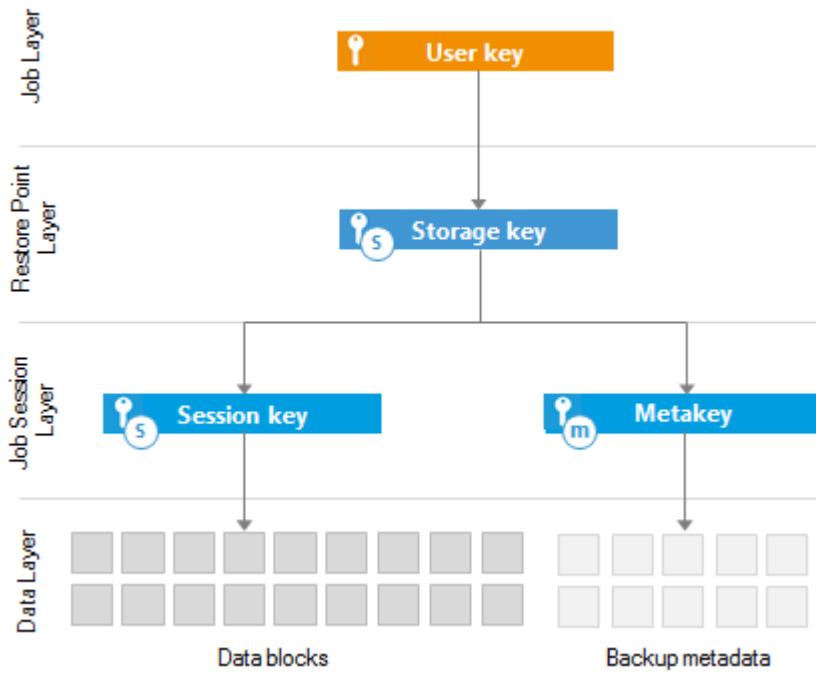 Job Layer
User key
Restore Point
Layer
S
Storage key
Job Session
Layer
S
Session key
m
Metakey
Data Layer
Data blocks
Backup metadata